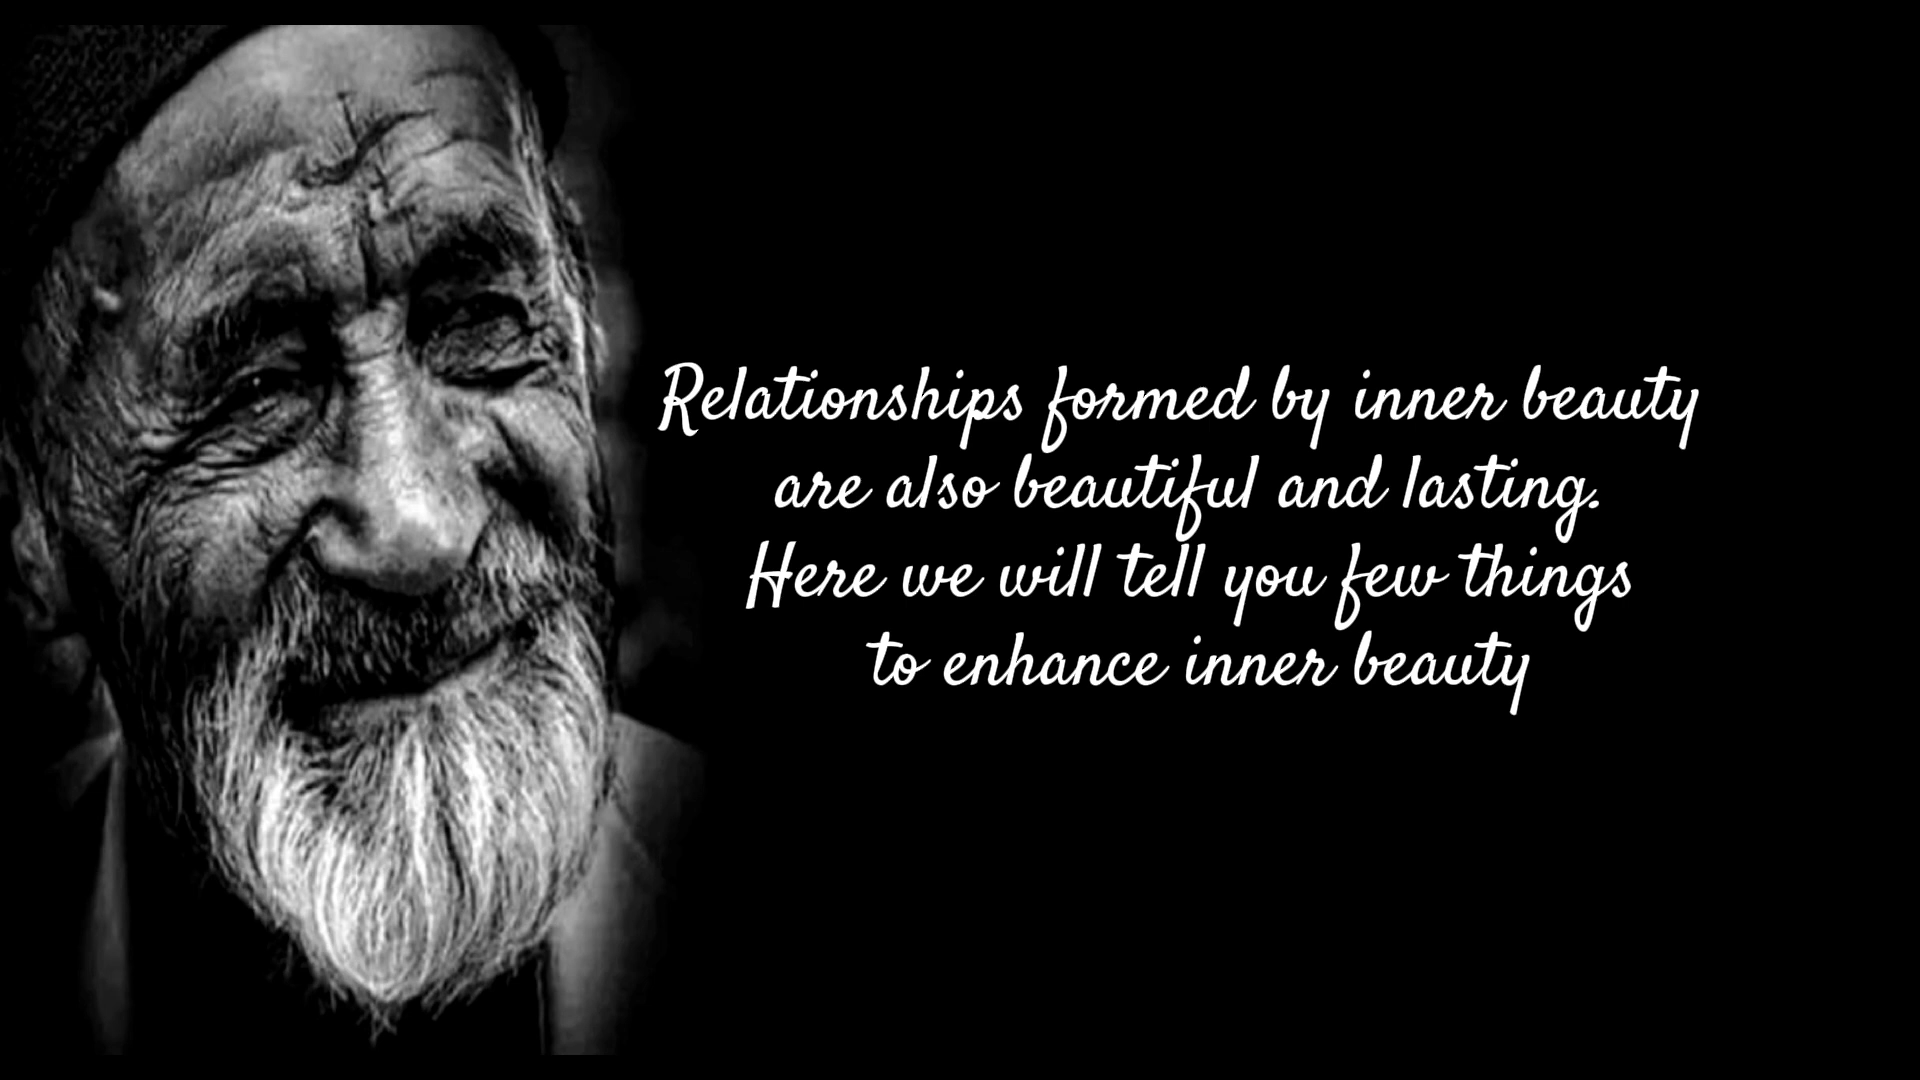 Relationships formed by inner beauty
are also beautiful and lasting.
Here we will tell you few things
to enhance inner beauty